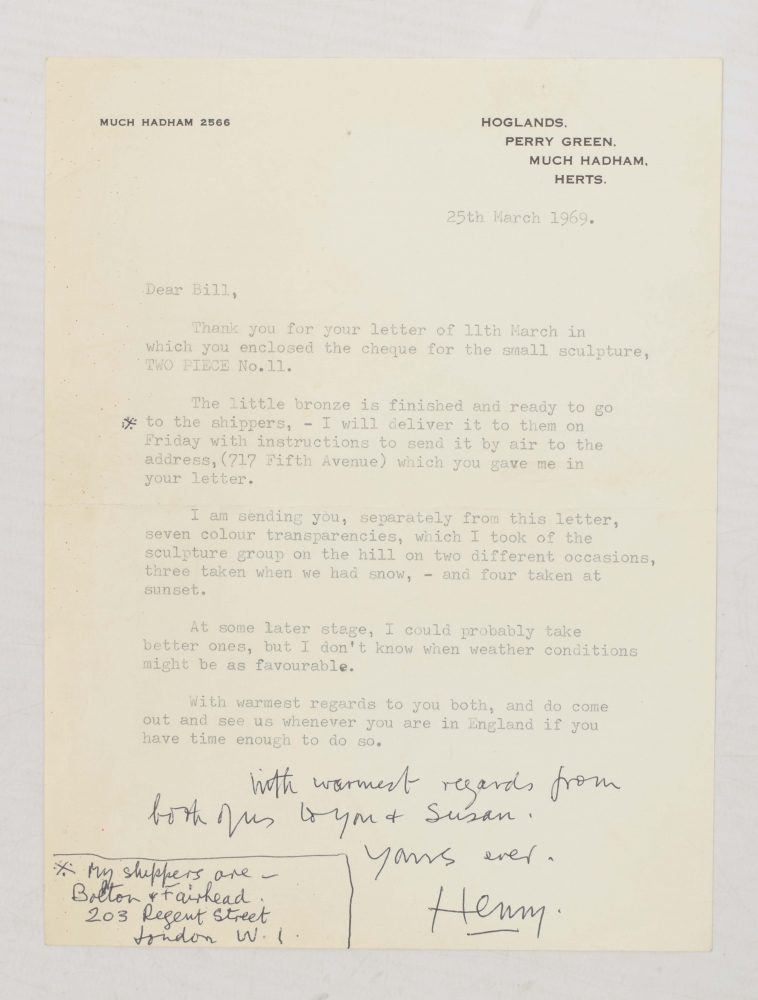 MUCH HADHAM 2566
HOGLANDS,
PERRY GREEN,
MUCH HADHAM,
HERTS.
25th March 1969.
Dear Bill,
Thank you for your letter of 11th March in
which you enclosed the cheque for the small sculpture,
TWO PIECE No.11.
The little bronze is finished and ready to go
※ to the shippers, - I will deliver it to them on
Friday with instructions to send it by air to the
address,(717 Fifth Avenue) which you gave me in
your letter.
I am sending you, separately from this letter,
seven colour transparencies, which I took of the
sculpture group on the hill on two different occasions,
three taken when we had snow, - and four taken at
sunset.
At some later stage, I could probably take
better ones, but I don't know when weather conditions
might be as favourable.
With warmest regards to you both, and do come
out and see us whenever you are in England if you
have time enough to do so.
With warmest regards from
both of us to you & Susan.
Yours ever.
Henry.
※ My shippers are –
Bolton & Fairhead.
203 Regent Street
London W.1.